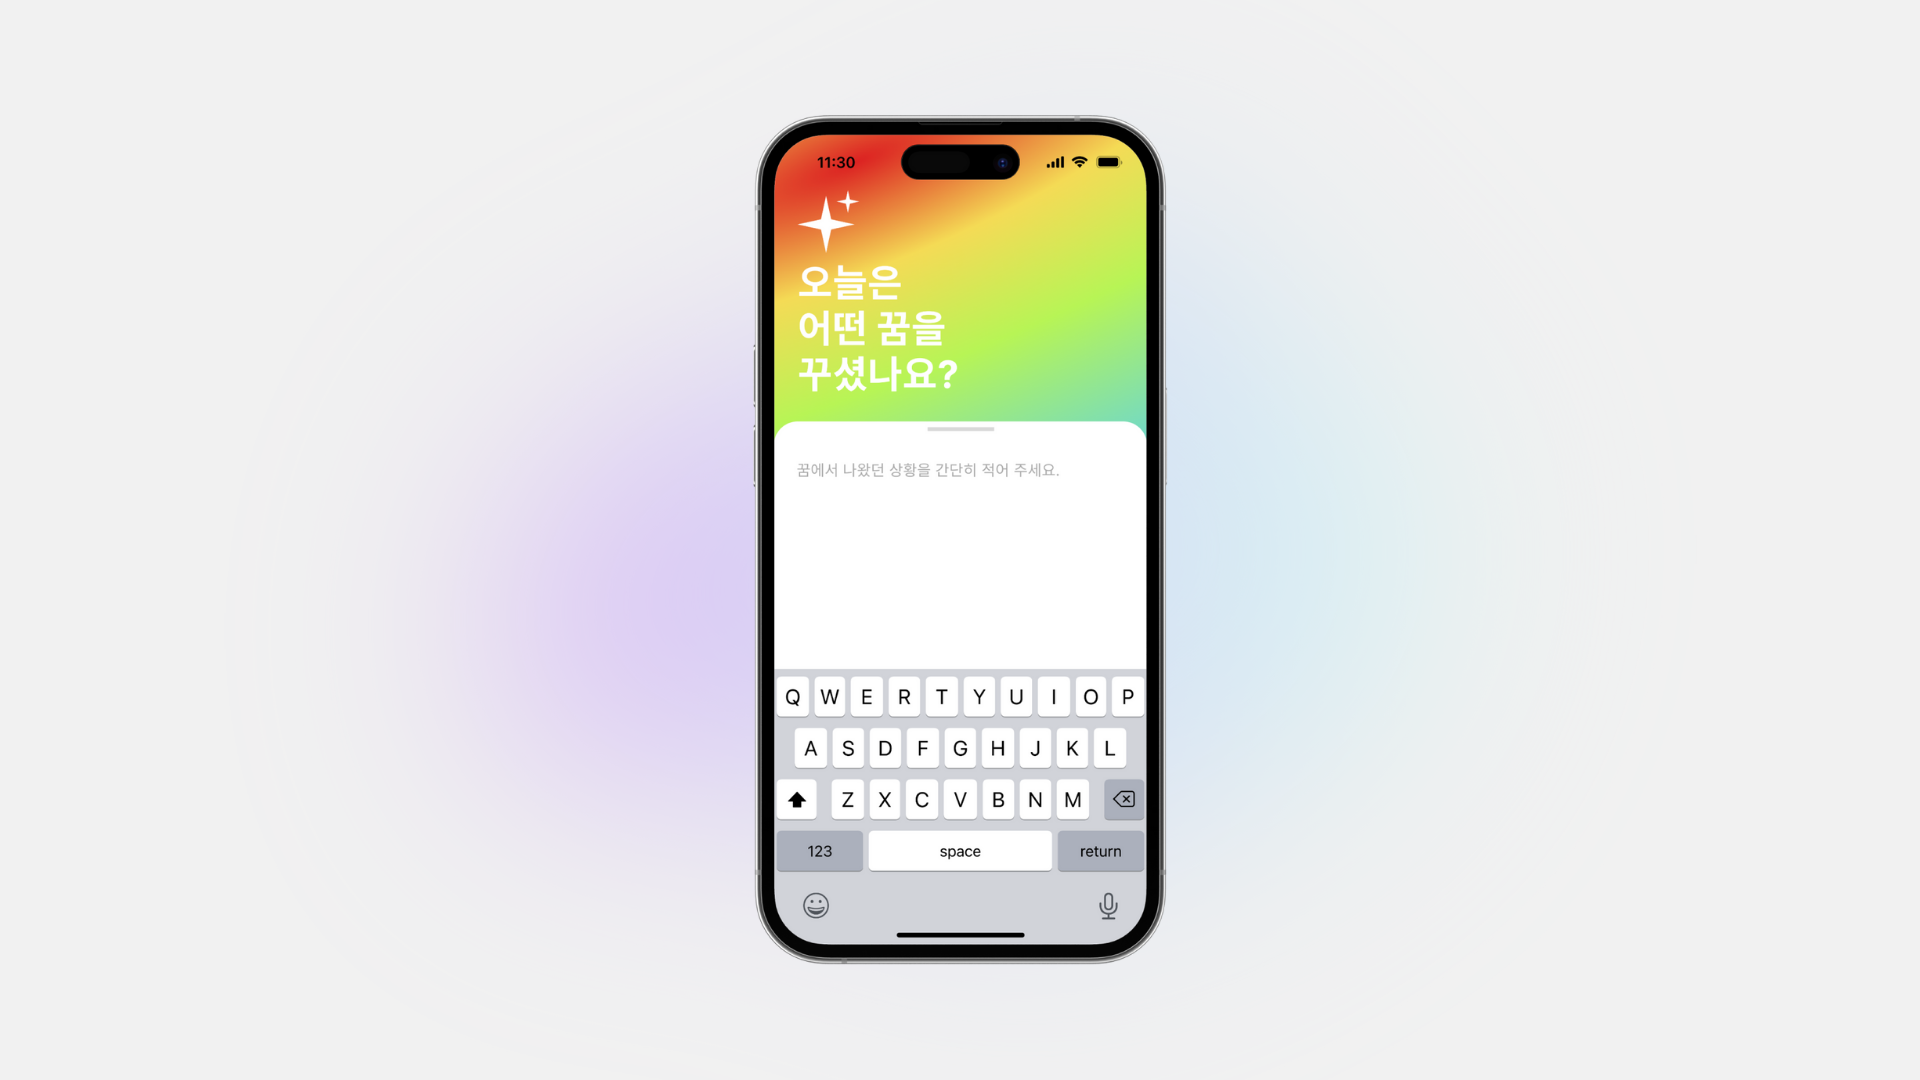 11:30
오늘은
어떤 꿈을
꾸셨나요?
꿈에서 나왔던 상황을 간단히 적어 주세요.
Q W E R T Y U I O P
A S D F G H J K L
Z X C V B N M
123 space return